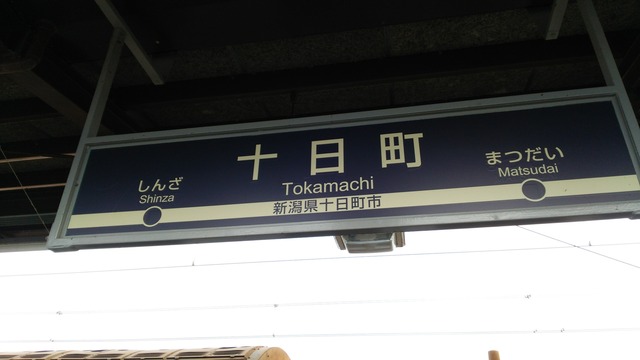 十日町
Tokamachi
新潟県十日町市
しんざ
Shinza
まつだい
Matsudai